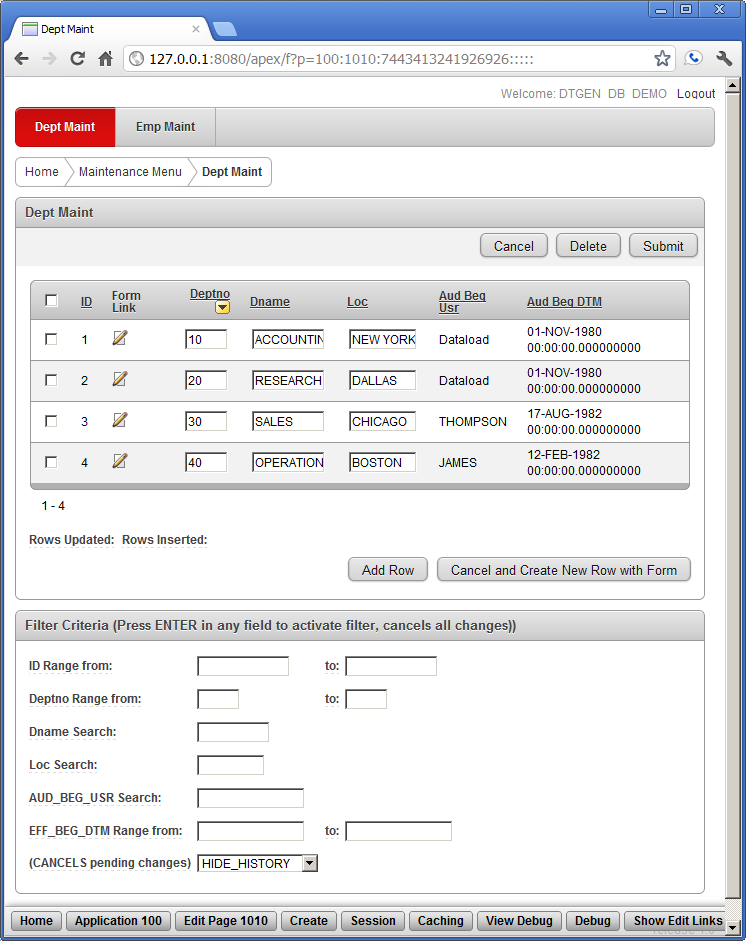 Dept Maint
127.0.0.1:8080/apex/f?p=100:1010:7443413241926926:::::
Welcome: DTGEN DB DEMO Logout
Dept Maint Emp Maint
Home Maintenance Menu Dept Maint
Dept Maint
Cancel Delete Submit
ID Form Link Deptno Dname Loc Aud Beg Usr Aud Beg DTM
1 10 ACCOUNTIN NEW YORK Dataload 01-NOV-1980 00:00:00.000000000
2 20 RESEARCH DALLAS Dataload 01-NOV-1980 00:00:00.000000000
3 30 SALES CHICAGO THOMPSON 17-AUG-1982 00:00:00.000000000
4 40 OPERATION BOSTON JAMES 12-FEB-1982 00:00:00.000000000
1 - 4
Rows Updated: Rows Inserted:
Add Row Cancel and Create New Row with Form
Filter Criteria (Press ENTER in any field to activate filter, cancels all changes))
ID Range from: to:
Deptno Range from: to:
Dname Search:
Loc Search:
AUD_BEG_USR Search:
EFF_BEG_DTM Range from: to:
(CANCELS pending changes) HIDE_HISTORY
Home Application 100 Edit Page 1010 Create Session Caching View Debug Debug Show Edit Links